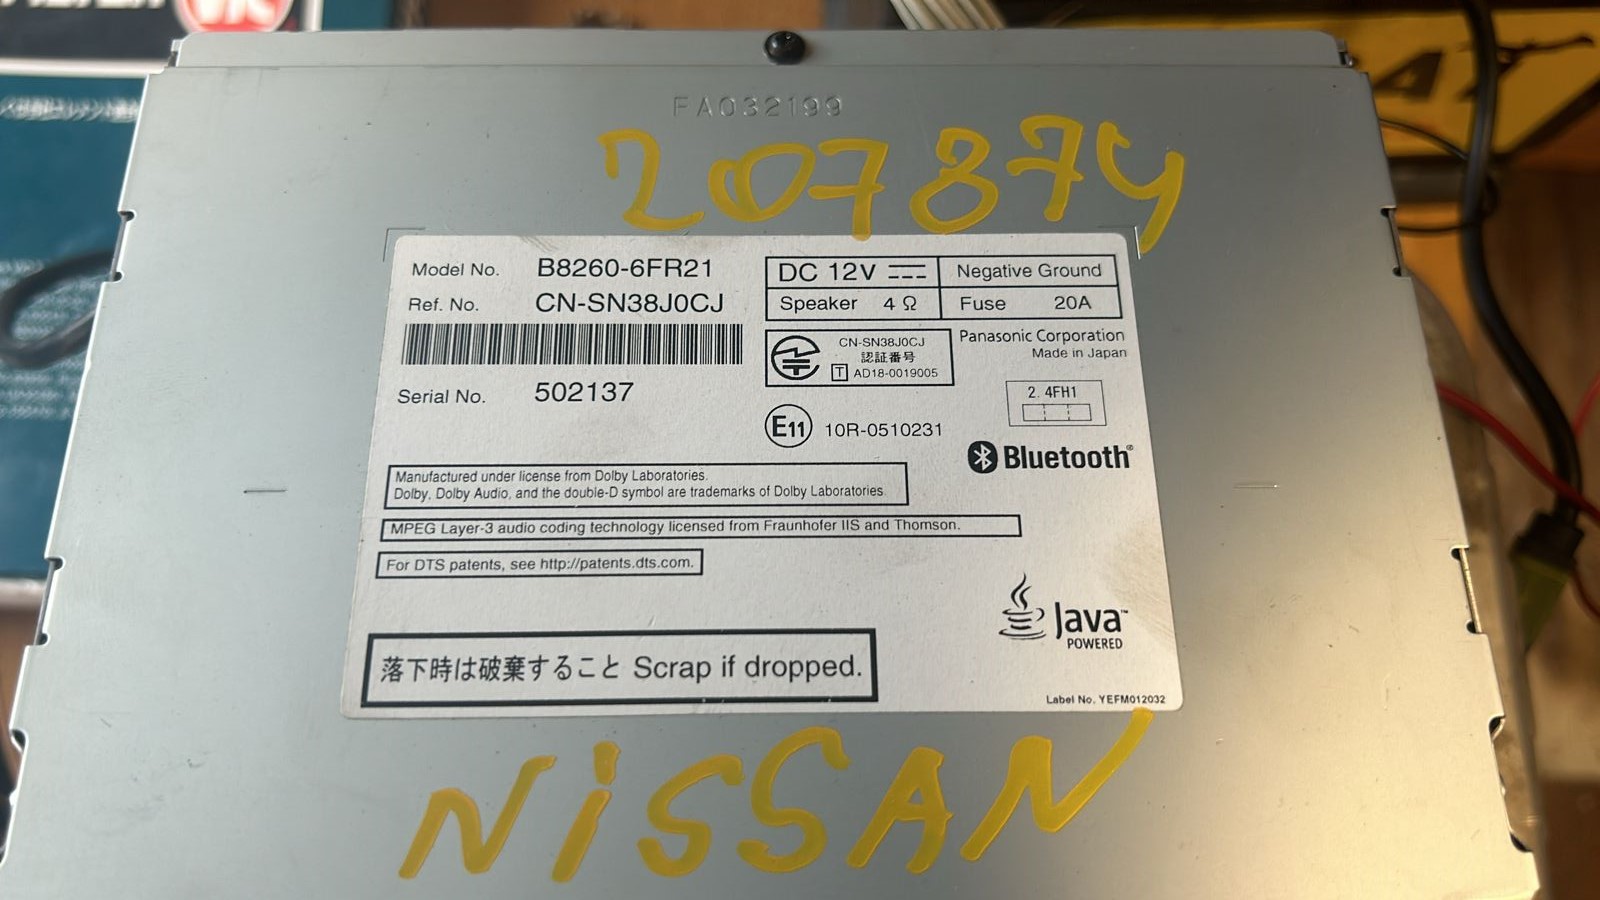 FA032199
207874
Model No. B8260-6FR21
Ref. No. CN-SN38J0CJ
Serial No. 502137
DC 12V Negative Ground
Speaker 4 Ω Fuse 20A
CN-SN38J0CJ
認証番号
T AD18-0019005
Panasonic Corporation
Made in Japan
2.4FH1
E11 10R-0510231
Bluetooth®
Manufactured under license from Dolby Laboratories.
Dolby, Dolby Audio, and the double-D symbol are trademarks of Dolby Laboratories.
MPEG Layer-3 audio coding technology licensed from Fraunhofer IIS and Thomson.
For DTS patents, see http://patents.dts.com.
Java™
POWERED
落下時は破棄すること Scrap if dropped.
Label No. YEFM012032
NiSSAN